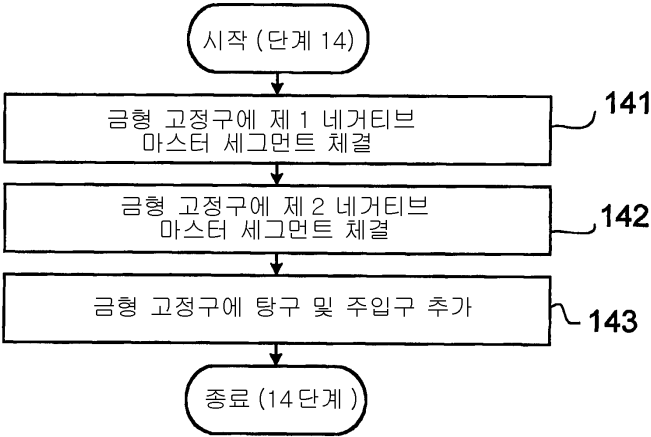 시작 (단계 14)
금형 고정구에 제 1 네거티브
마스터 세그먼트 체결
141
금형 고정구에 제 2 네거티브
마스터 세그먼트 체결
142
금형 고정구에 탕구 및 주입구 추가
143
종료 (14 단계 )